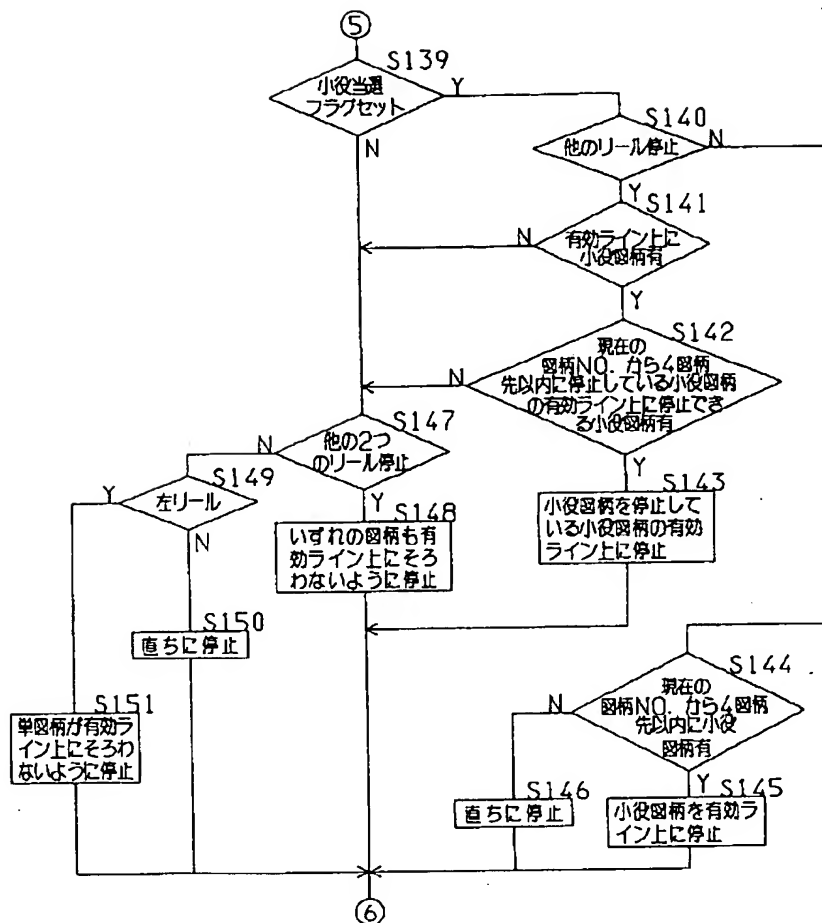 ⑤
S139
小役当選
フラグセット
Y
N
S140
他のリール停止
N
Y
S141
有効ライン上に
小役図柄有
N
Y
S142
現在の
図柄NO. から4図柄
先以内に停止している小役図柄
の有効ライン上に停止でき
る小役図柄有
N
Y
S147
他の2つ
のリール停止
N
Y
S149
左リール
Y
N
S148
いずれの図柄も有
効ライン上にそろ
わないように停止
S143
小役図柄を停止して
いる小役図柄の有効
ライン上に停止
S150
直ちに停止
S144
現在の
図柄NO. から4図柄
先以内に小役
図柄有
N
Y
S151
単図柄が有効ラ
イン上にそろわ
ないように停止
S146
直ちに停止
S145
小役図柄を有効ラ
イン上に停止
⑥